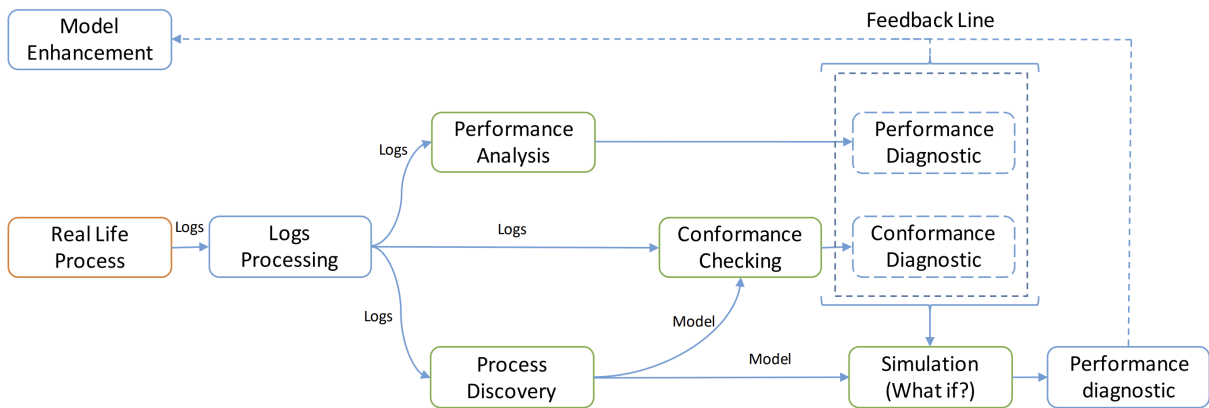 Model
Enhancement
Feedback Line
Performance
Analysis
Performance
Diagnostic
Logs
Real Life
Process
Logs
Logs
Processing
Logs
Conformance
Checking
Conformance
Diagnostic
Logs
Model
Process
Discovery
Model
Simulation
(What if?)
Performance
diagnostic